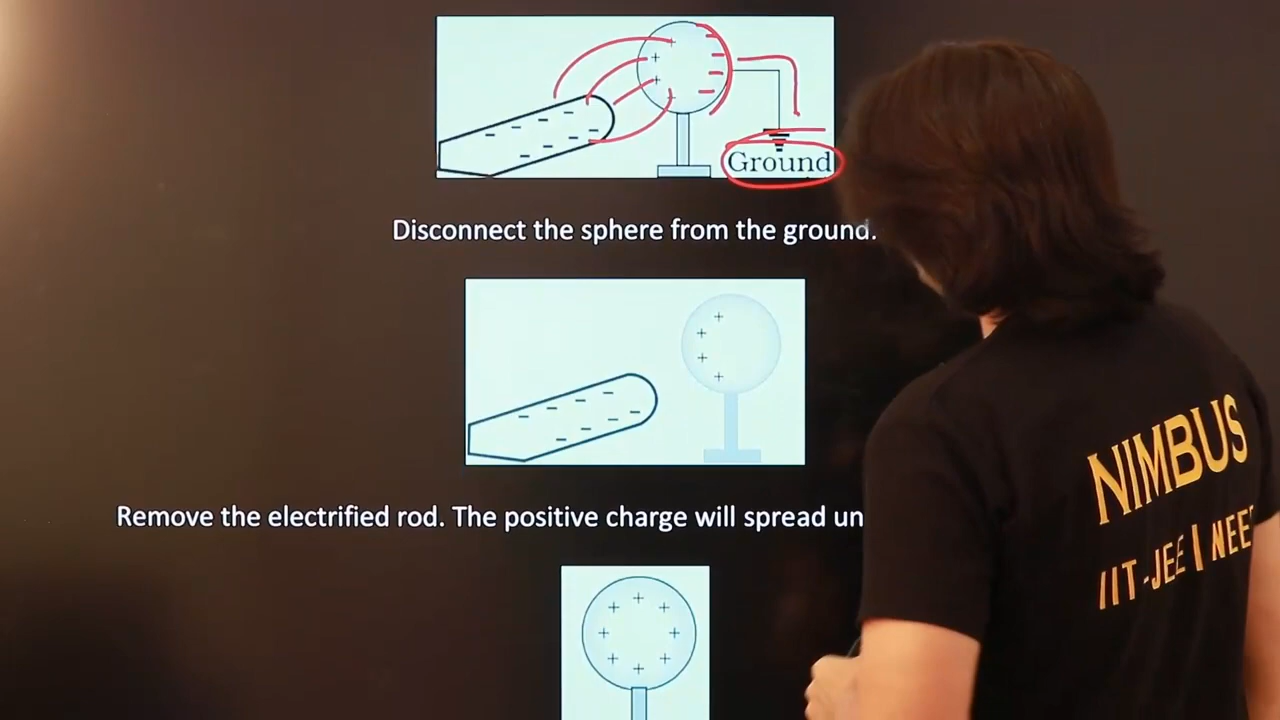 Ground
Disconnect the sphere from the ground.
Remove the electrified rod. The positive charge will spread un
NIMBUS
IIT-JEE | NEE